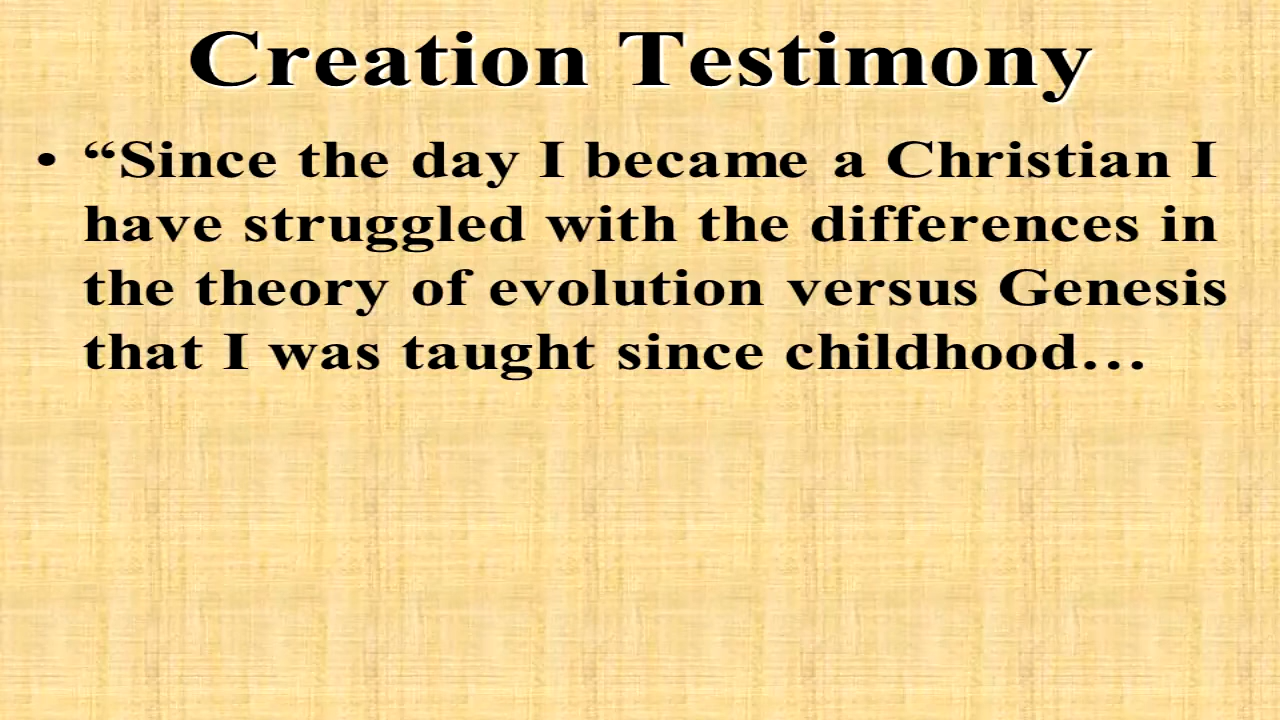 Creation Testimony
• “Since the day I became a Christian I
have struggled with the differences in
the theory of evolution versus Genesis
that I was taught since childhood…